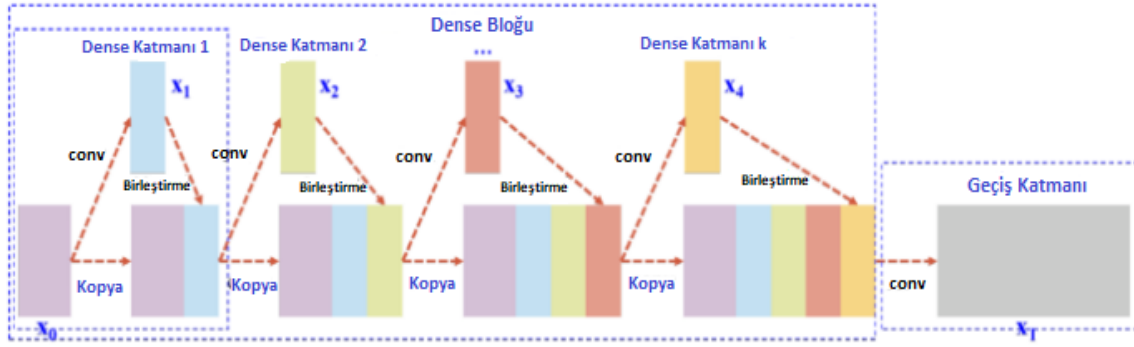 Dense Bloğu
Dense Katmanı 1
Dense Katmanı 2
...
Dense Katmanı k
x₁
x₂
x₃
x₄
conv
conv
conv
conv
Birleştirme
Birleştirme
Birleştirme
Birleştirme
Geçiş Katmanı
Kopya
Kopya
Kopya
Kopya
conv
x₀
x₁